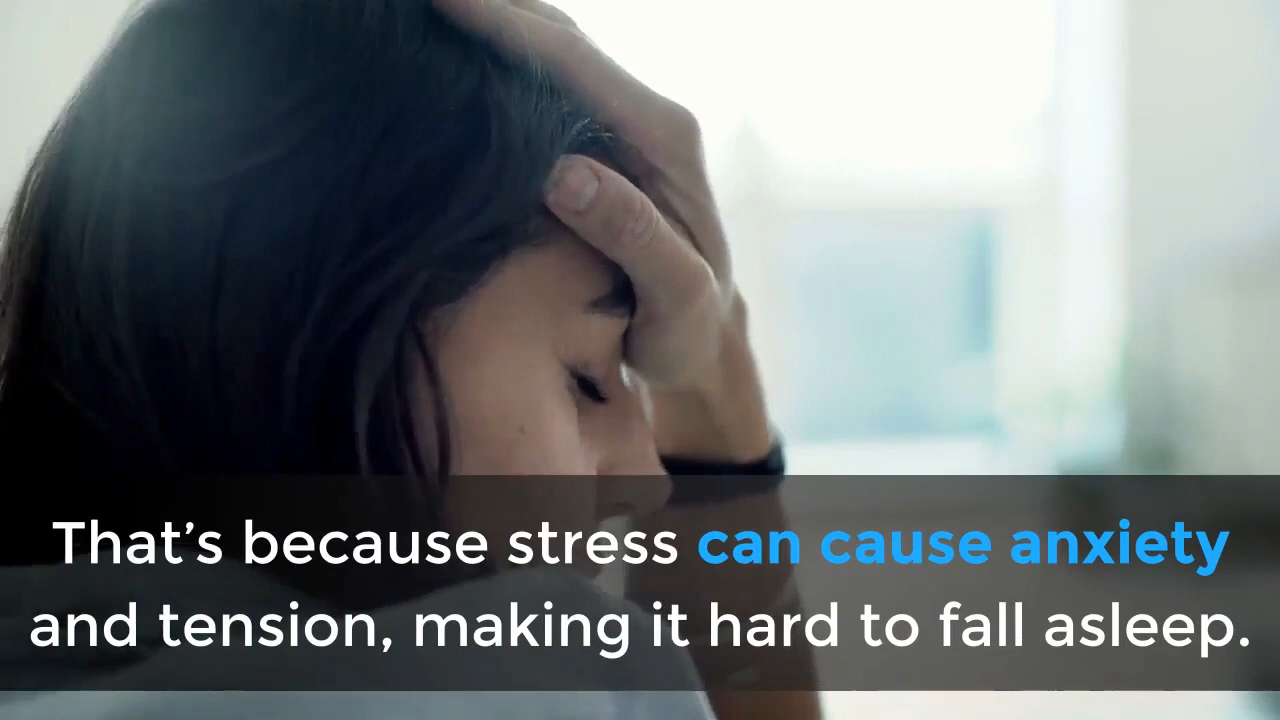 That’s because stress can cause anxiety
and tension, making it hard to fall asleep.